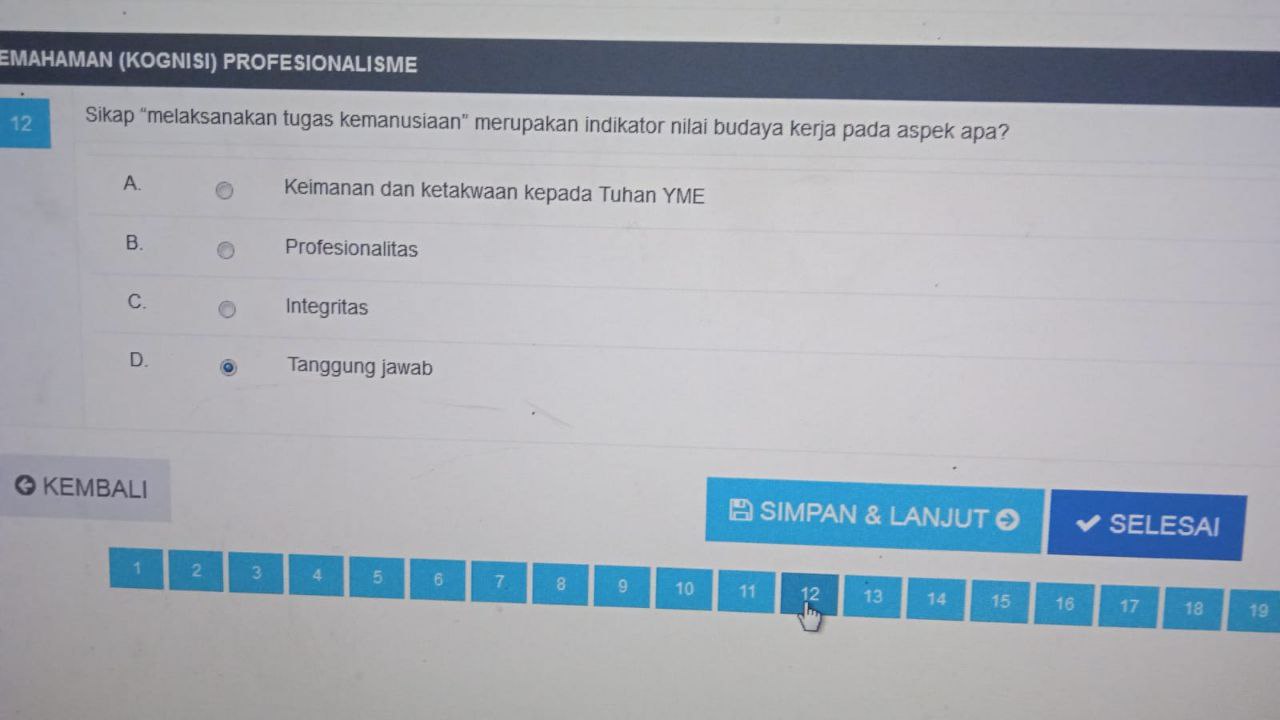 EMAHAMAN (KOGNISI) PROFESIONALISME
12 Sikap “melaksanakan tugas kemanusiaan” merupakan indikator nilai budaya kerja pada aspek apa?
A. Keimanan dan ketakwaan kepada Tuhan YME
B. Profesionalitas
C. Integritas
D. Tanggung jawab
KEMBALI SIMPAN & LANJUT SELESAI
1 2 3 4 5 6 7 8 9 10 11 12 13 14 15 16 17 18 19